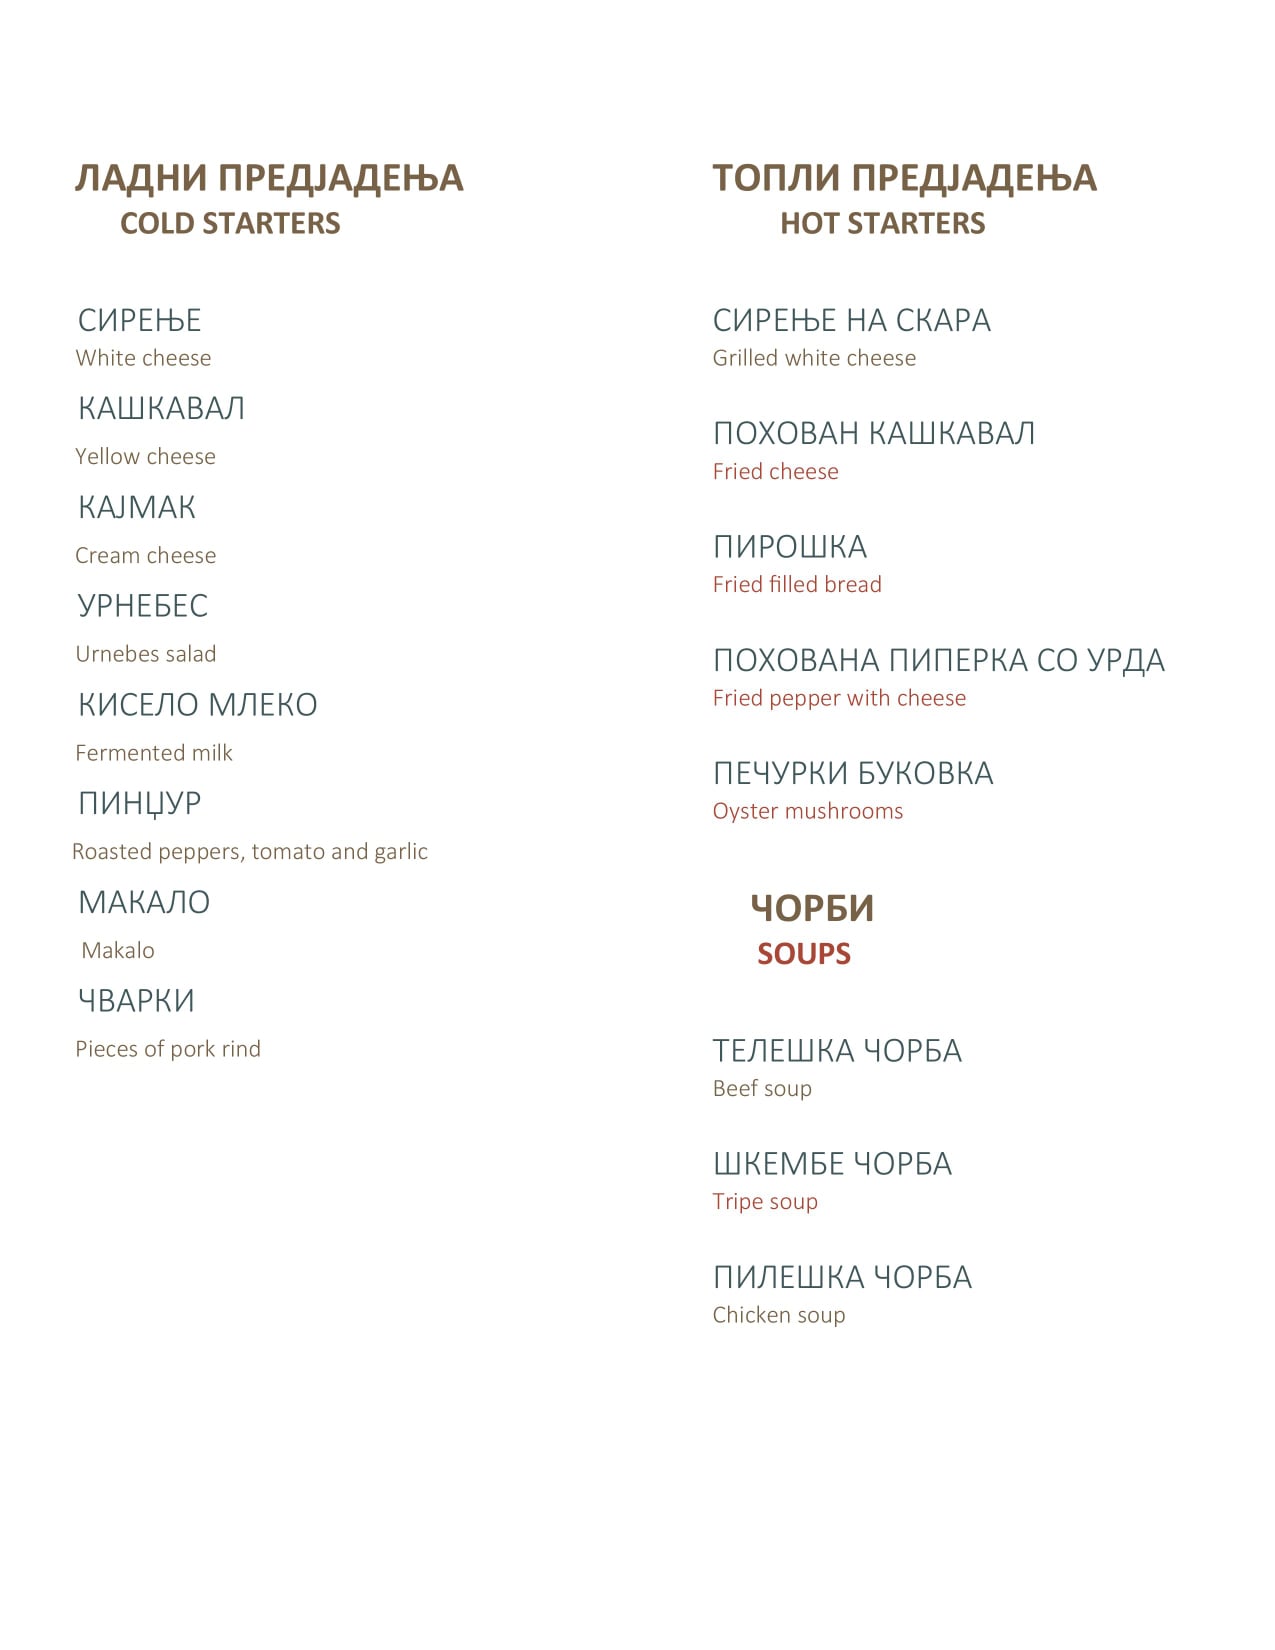 ЛАДНИ ПРЕДЈАДЕЊА
COLD STARTERS
СИРЕЊЕ
White cheese
КАШКАВАЛ
Yellow cheese
КАЈМАК
Cream cheese
УРНЕБЕС
Urnebes salad
КИСЕЛО МЛЕКО
Fermented milk
ПИНЏУР
Roasted peppers, tomato and garlic
МАКАЛО
Makalo
ЧВАРКИ
Pieces of pork rind
ТОПЛИ ПРЕДЈАДЕЊА
HOT STARTERS
СИРЕЊЕ НА СКАРА
Grilled white cheese
ПОХОВАН КАШКАВАЛ
Fried cheese
ПИРОШКА
Fried filled bread
ПОХОВАНА ПИПЕРКА СО УРДА
Fried pepper with cheese
ПЕЧУРКИ БУКОВКА
Oyster mushrooms
ЧОРБИ
SOUPS
ТЕЛЕШКА ЧОРБА
Beef soup
ШКЕМБЕ ЧОРБА
Tripe soup
ПИЛЕШКА ЧОРБА
Chicken soup